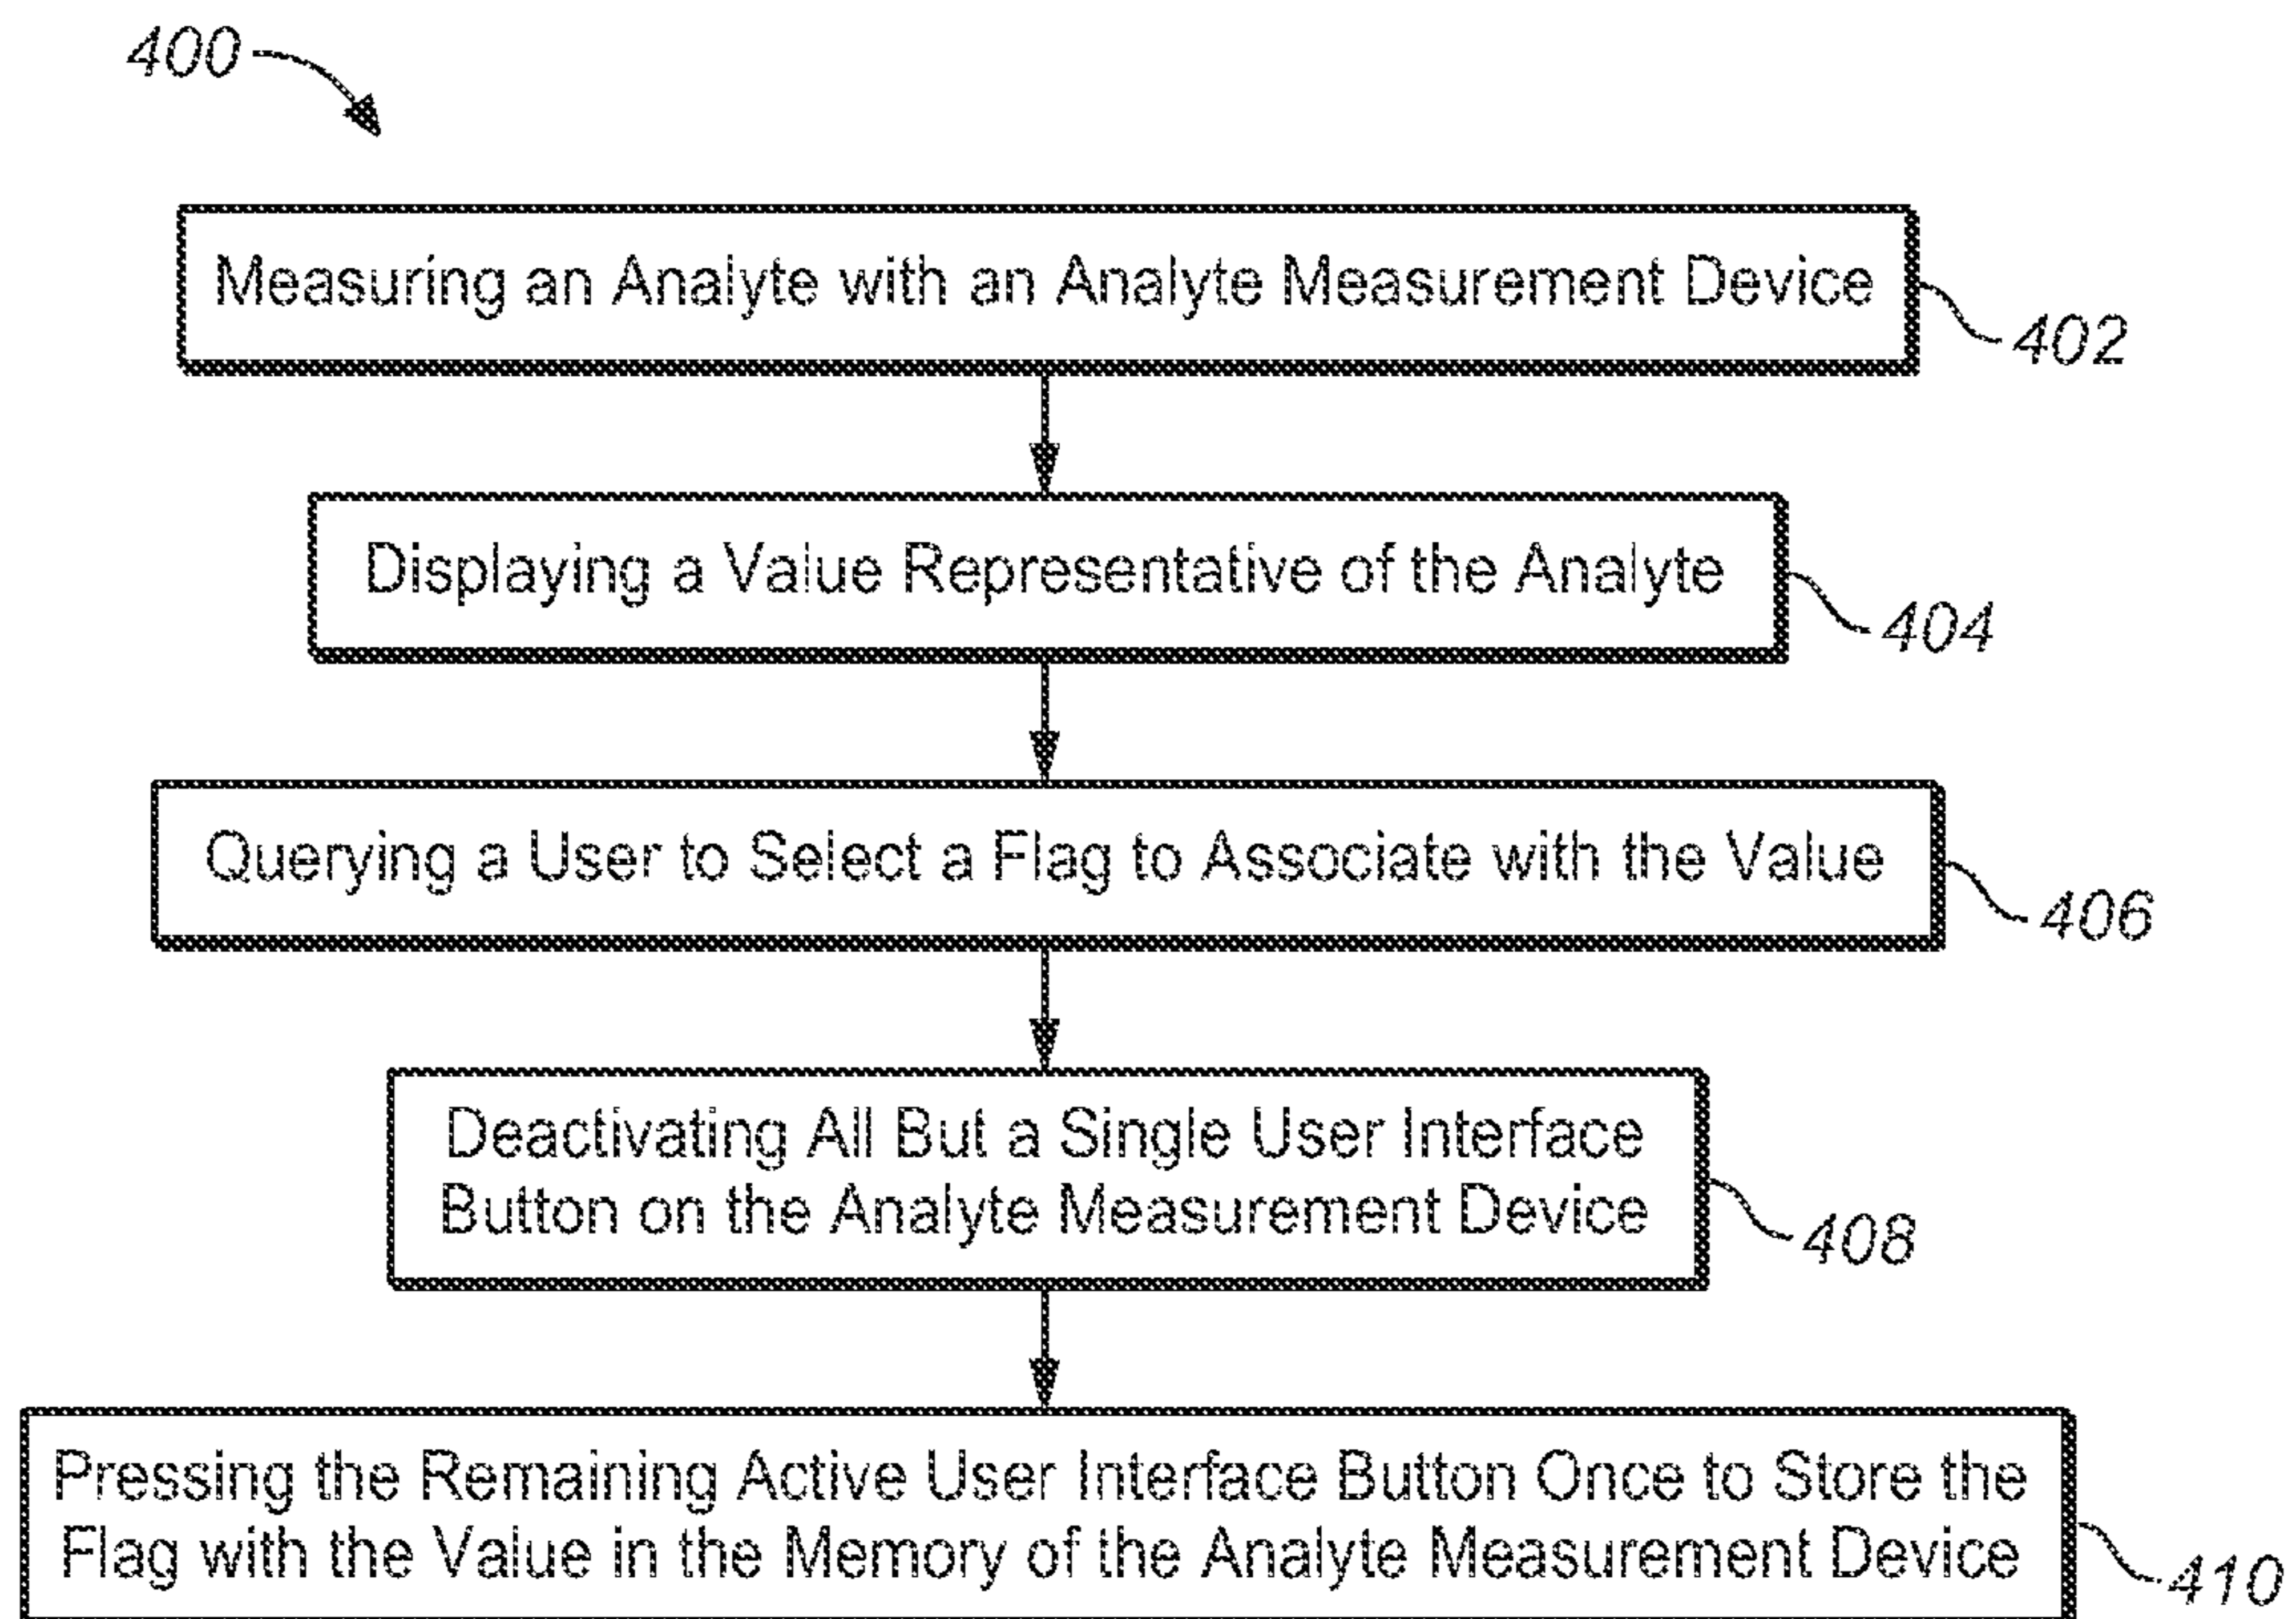 400
Measuring an Analyte with an Analyte Measurement Device
402
Displaying a Value Representative of the Analyte
404
Querying a User to Select a Flag to Associate with the Value
406
Deactivating All But a Single User Interface
Button on the Analyte Measurement Device
408
Pressing the Remaining Active User Interface Button Once to Store the
Flag with the Value in the Memory of the Analyte Measurement Device
410